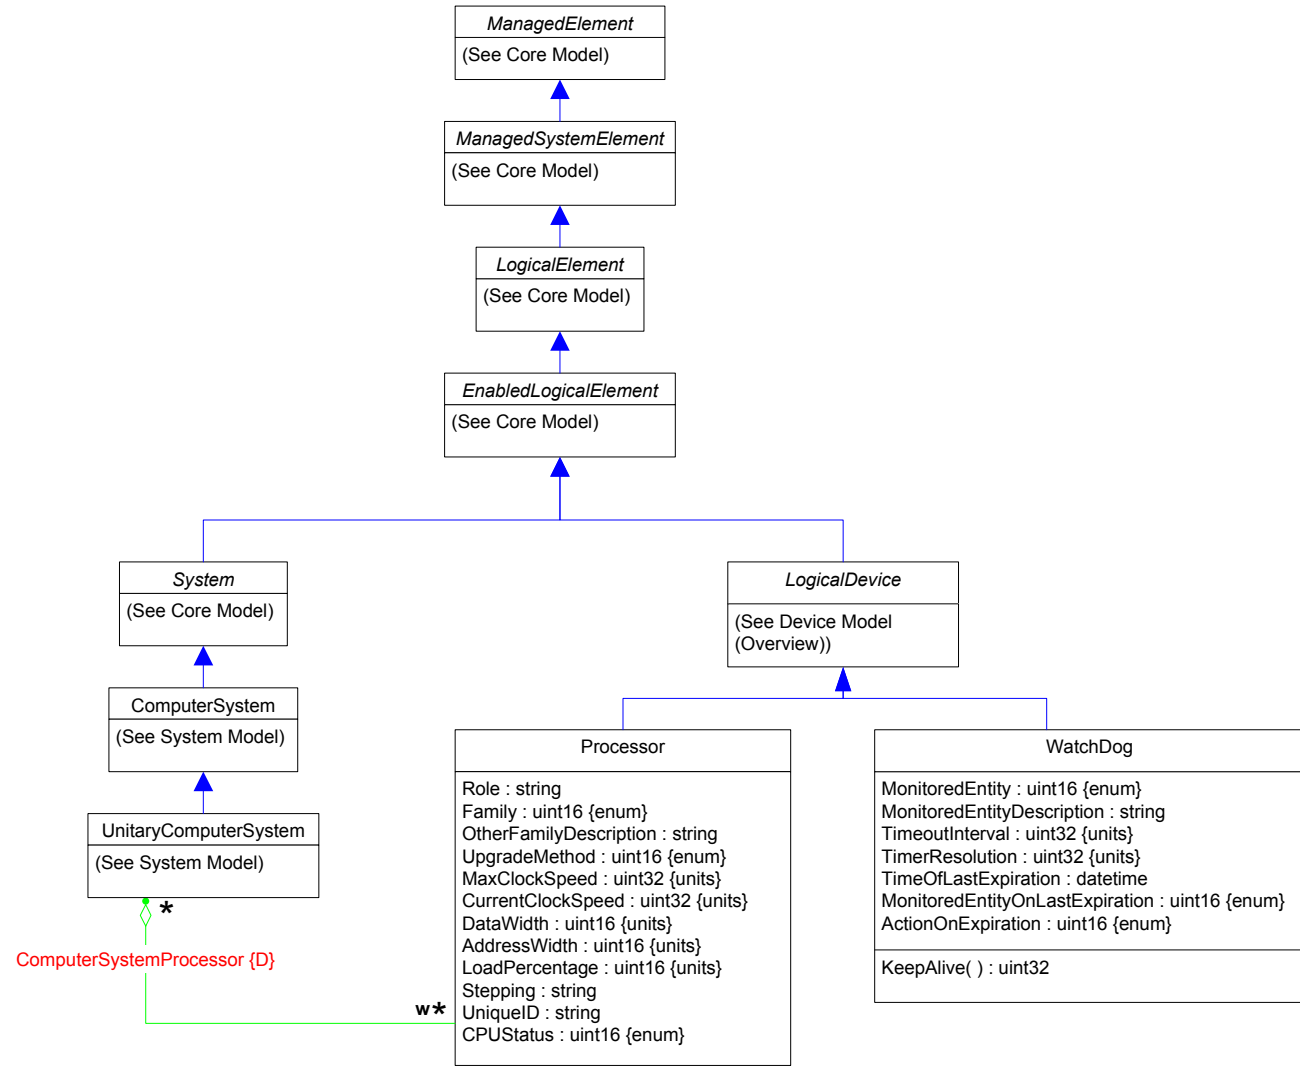 ManagedElement
(See Core Model)
ManagedSystemElement
(See Core Model)
LogicalElement
(See Core Model)
EnabledLogicalElement
(See Core Model)
System
(See Core Model)
LogicalDevice
(See Device Model
(Overview))
ComputerSystem
(See System Model)
UnitaryComputerSystem
(See System Model)
*
ComputerSystemProcessor {D}
w*
Processor
Role : string
Family : uint16 {enum}
OtherFamilyDescription : string
UpgradeMethod : uint16 {enum}
MaxClockSpeed : uint32 {units}
CurrentClockSpeed : uint32 {units}
DataWidth : uint16 {units}
AddressWidth : uint16 {units}
LoadPercentage : uint16 {units}
Stepping : string
UniqueID : string
CPUStatus : uint16 {enum}
WatchDog
MonitoredEntity : uint16 {enum}
MonitoredEntityDescription : string
TimeoutInterval : uint32 {units}
TimerResolution : uint32 {units}
TimeOfLastExpiration : datetime
MonitoredEntityOnLastExpiration : uint16 {enum}
ActionOnExpiration : uint16 {enum}
KeepAlive( ) : uint32